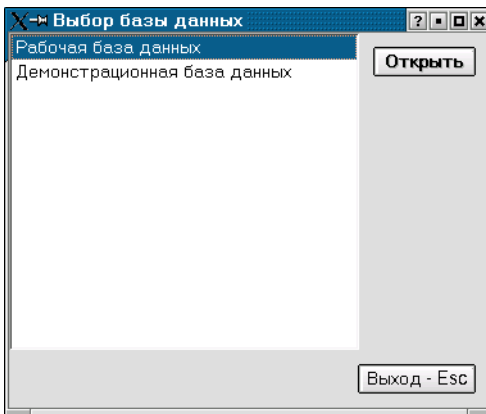 Выбор базы данных
Рабочая база данных
Демонстрационная база данных
Открыть
Выход - Esc